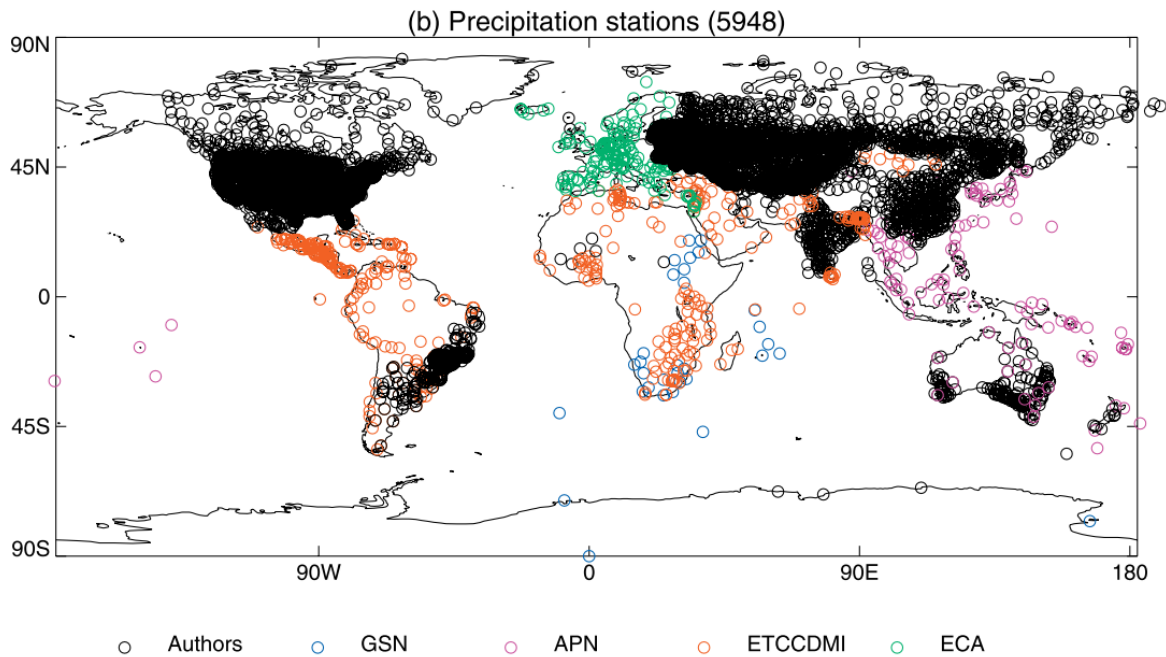 (b) Precipitation stations (5948)
90N
45N
0
45S
90S
90W 0 90E 180
Authors GSN APN ETCCDMI ECA